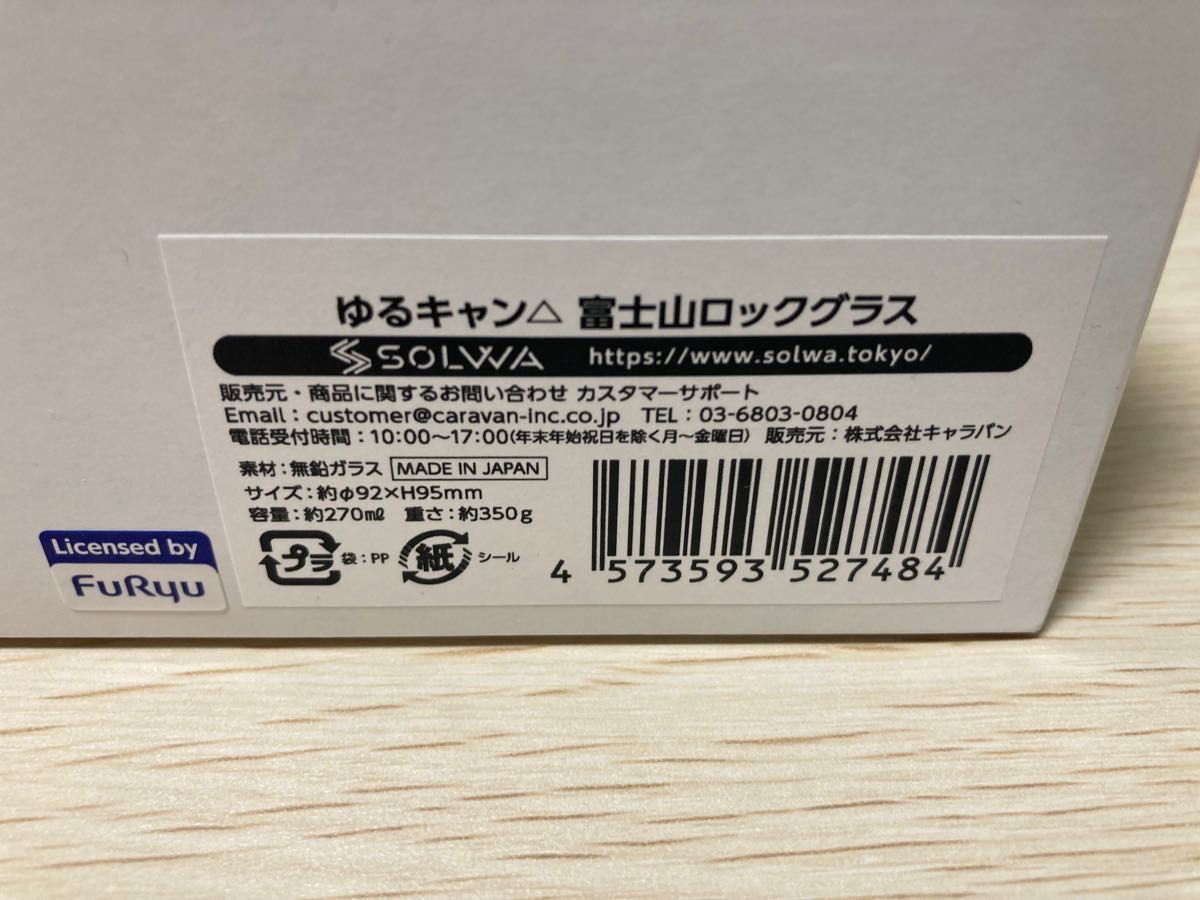 ゆるキャン△ 富士山ロックグラス
SOLWA https://www.solwa.tokyo/
販売元・商品に関するお問い合わせ カスタマーサポート
Email：customer@caravan-inc.co.jp TEL：03-6803-0804
電話受付時間：10:00〜17:00(年末年始祝日を除く月〜金曜日) 販売元：株式会社キャラバン
素材：無鉛ガラス MADE IN JAPAN
サイズ：約φ92×H95mm
容量：約270㎖ 重さ：約350g
プラ 袋：PP 紙 シール
4 573593 527484
Licensed by
FuRyu